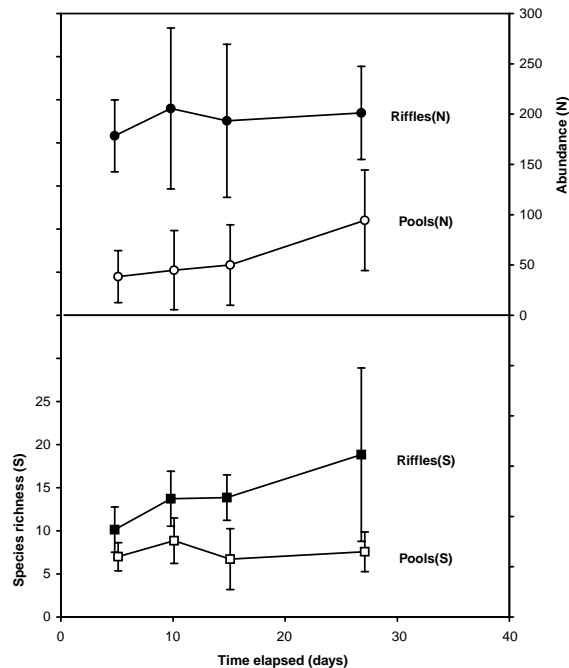 300
250
Riffles(N)
200
Abundance (N)
150
Pools(N)
100
50
0
25
Species richness (S)
20
Riffles(S)
15
10
Pools(S)
5
0
0 10 20 30 40
Time elapsed (days)